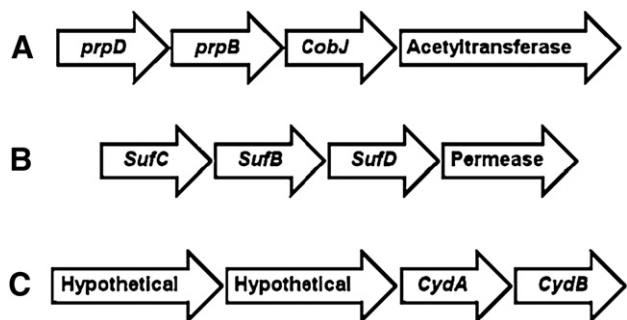 A prpD prpB CobJ Acetyltransferase
B SufC SufB SufD Permease
C Hypothetical Hypothetical CydA CydB